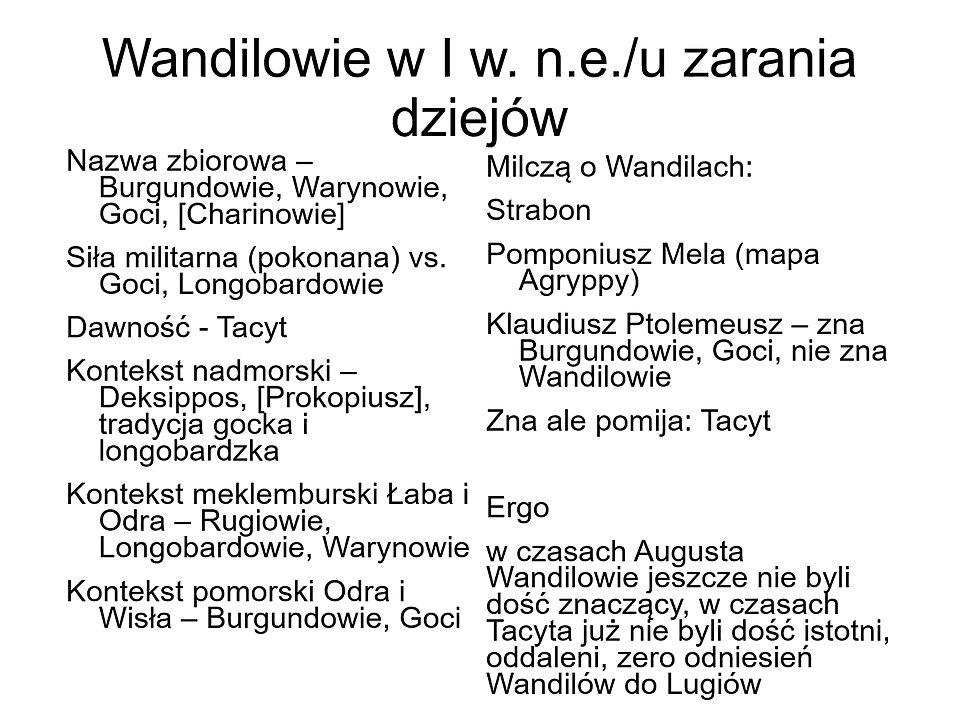 Wandilowie w I w. n.e./u zarania
dziejów
Nazwa zbiorowa –
Burgundowie, Warynowie,
Goci, [Charinowie]
Siła militarna (pokonana) vs.
Goci, Longobardowie
Dawność - Tacyt
Kontekst nadmorski –
Deksippos, [Prokopiusz],
tradycja gocka i
longobardzka
Kontekst meklemburski Łaba i
Odra – Rugiowie,
Longobardowie, Warynowie
Kontekst pomorski Odra i
Wisła – Burgundowie, Goci
Milczą o Wandilach:
Strabon
Pomponiusz Mela (mapa
Agryppy)
Klaudiusz Ptolemeusz – zna
Burgundowie, Goci, nie zna
Wandilowie
Zna ale pomija: Tacyt
Ergo
w czasach Augusta
Wandilowie jeszcze nie byli
dość znaczący, w czasach
Tacyta już nie byli dość istotni,
oddaleni, zero odniesień
Wandilów do Lugiów